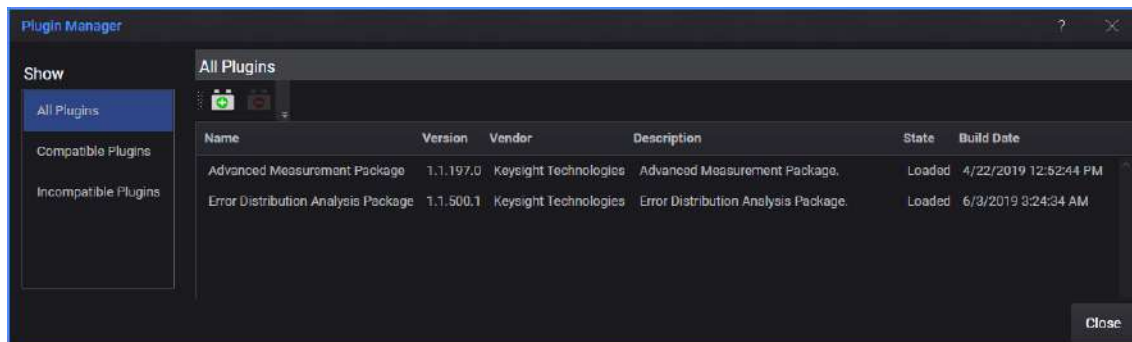 Plugin Manager ?
Show
All Plugins
Compatible Plugins
Incompatible Plugins
All Plugins
Name Version Vendor Description State Build Date
Advanced Measurement Package 1.1.197.0 Keysight Technologies Advanced Measurement Package. Loaded 4/22/2019 12:52:44 PM
Error Distribution Analysis Package 1.1.500.1 Keysight Technologies Error Distribution Analysis Package. Loaded 6/3/2019 3:24:34 AM
Close